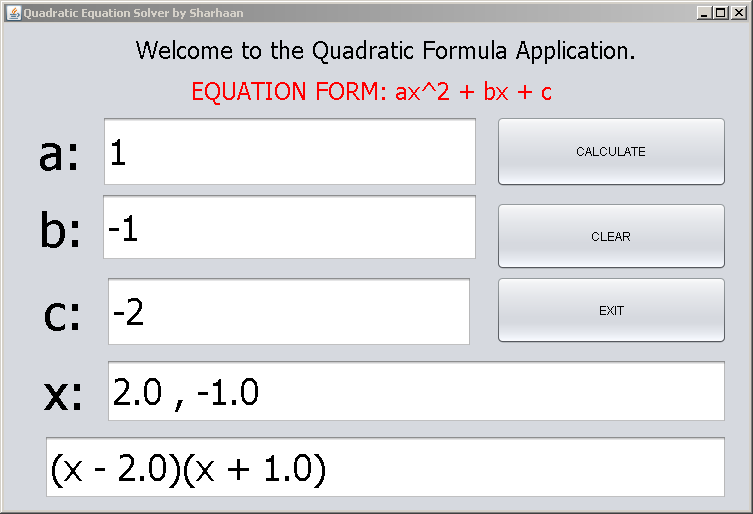 Quadratic Equation Solver by Sharhaan
Welcome to the Quadratic Formula Application.
EQUATION FORM: ax^2 + bx + c
a: 1 CALCULATE
b: -1 CLEAR
c: -2 EXIT
x: 2.0 , -1.0
(x - 2.0)(x + 1.0)